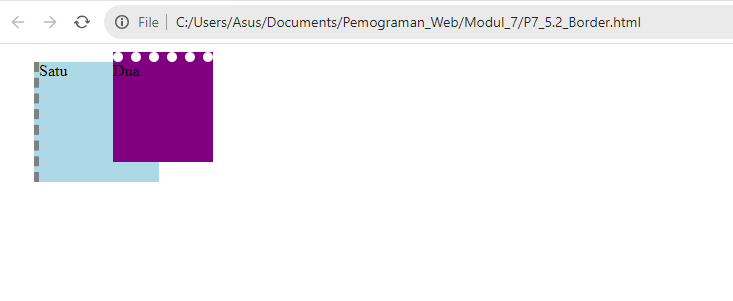 File C:/Users/Asus/Documents/Pemograman_Web/Modul_7/P7_5.2_Border.html
Satu
Dua